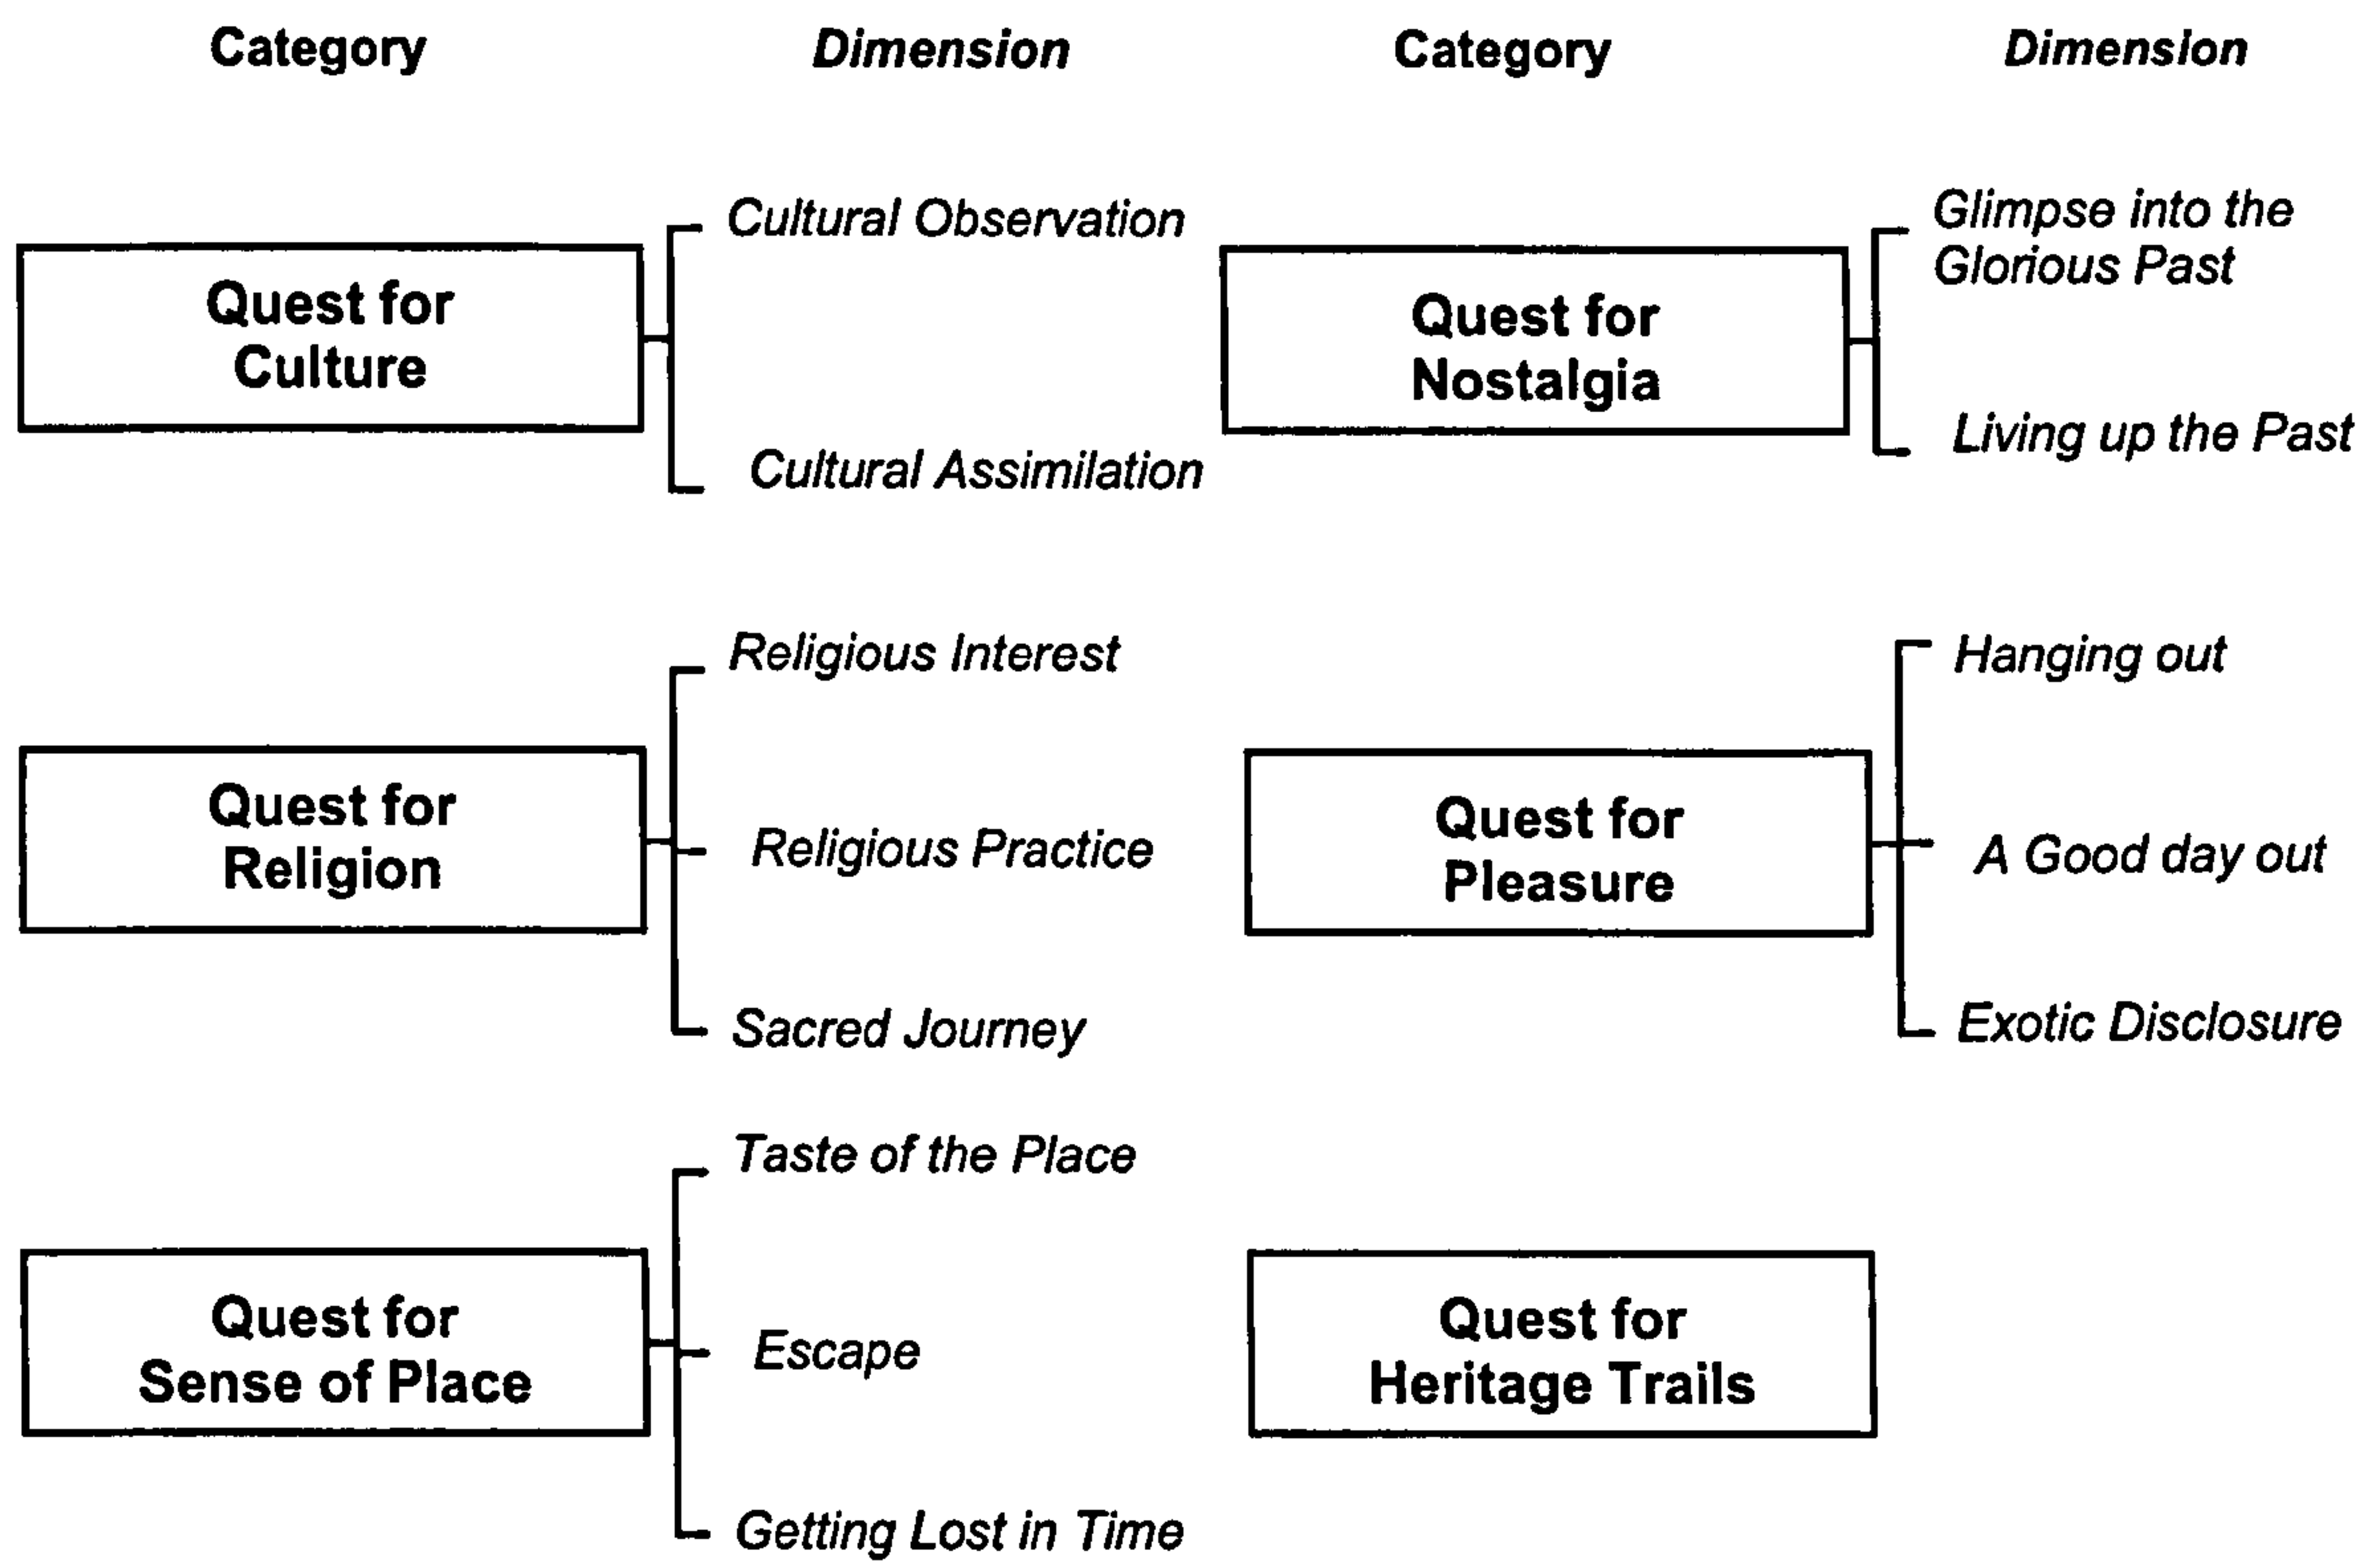 Category
Dimension
Category
Dimension
Quest for
Culture
Cultural Observation
Cultural Assimilation
Quest for
Nostalgia
Glimpse into the
Glorious Past
Living up the Past
Quest for
Religion
Religious Interest
Religious Practice
Sacred Journey
Quest for
Pleasure
Hanging out
A Good day out
Exotic Disclosure
Quest for
Sense of Place
Taste of the Place
Escape
Getting Lost in Time
Quest for
Heritage Trails